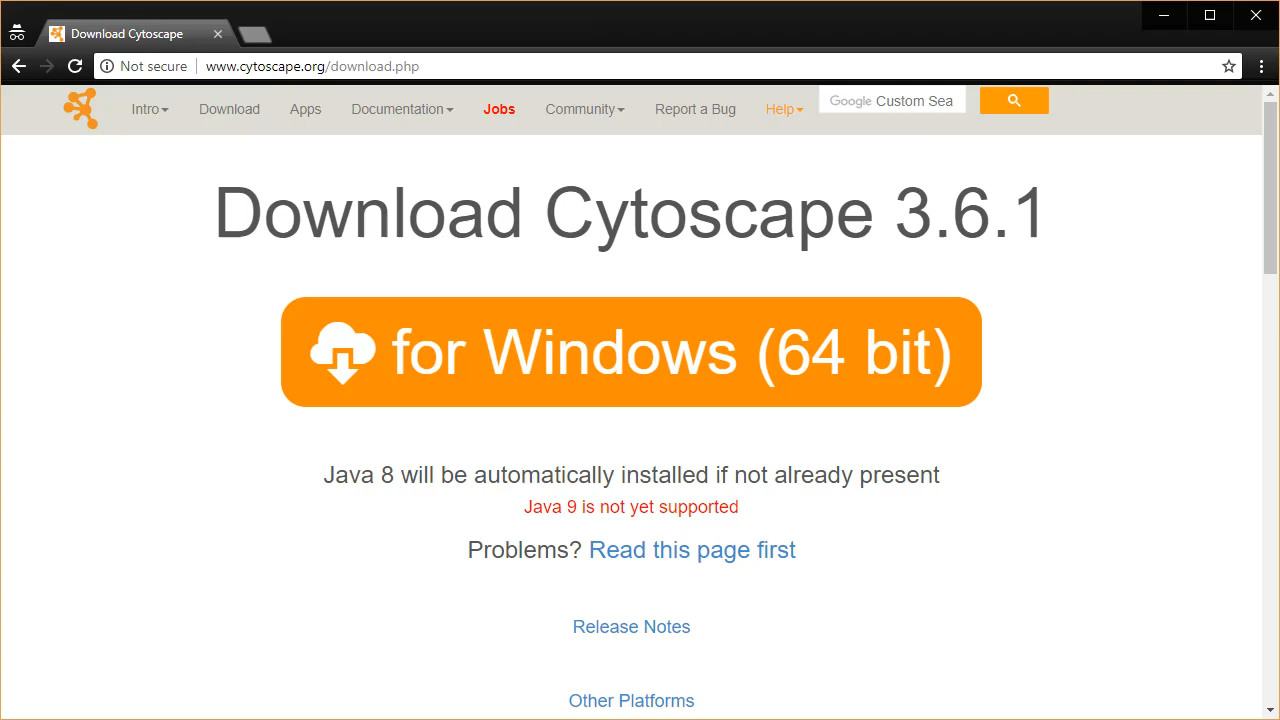 Download Cytoscape
Not secure www.cytoscape.org/download.php
Intro Download Apps Documentation Jobs Community Report a Bug Help Google Custom Sea
Download Cytoscape 3.6.1
for Windows (64 bit)
Java 8 will be automatically installed if not already present
Java 9 is not yet supported
Problems? Read this page first
Release Notes
Other Platforms